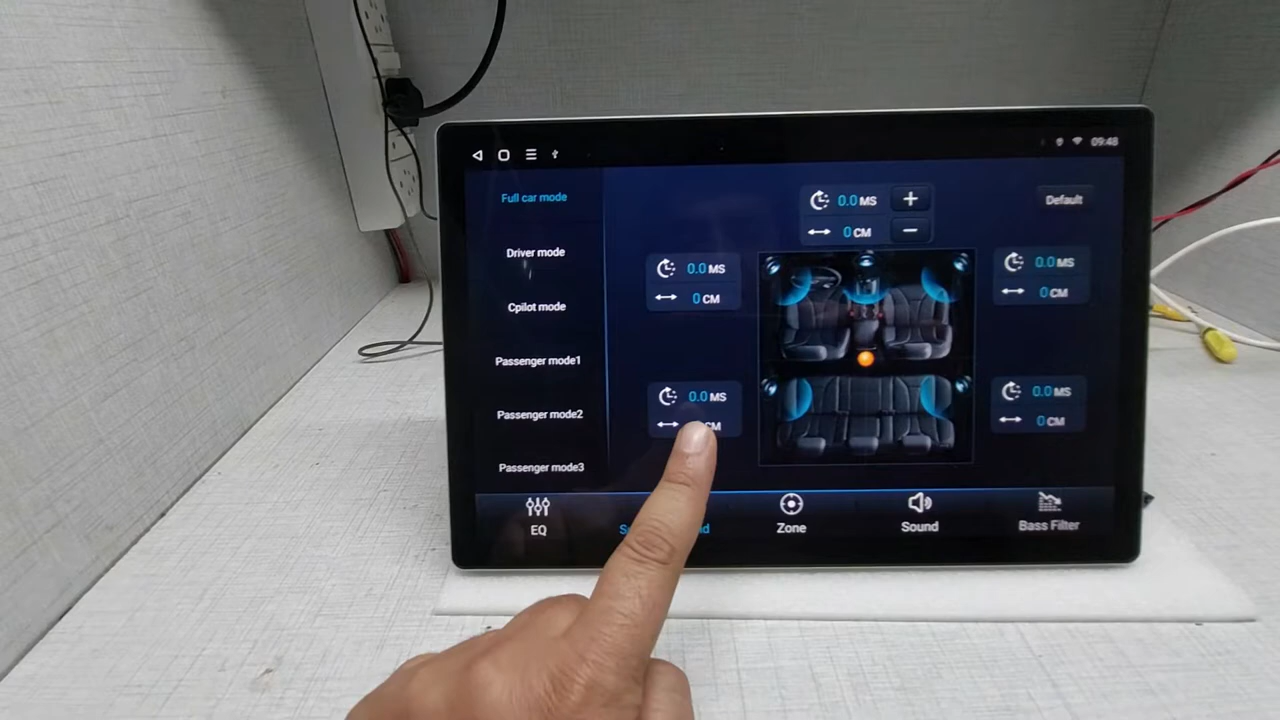 09:48
Full car mode
Driver mode
Cpilot mode
Passenger mode1
Passenger mode2
Passenger mode3
0.0 MS
+
0 CM
−
Default
0.0 MS
0 CM
0.0 MS
0 CM
0.0 MS
CM
0.0 MS
0 CM
EQ
Zone
Sound
Bass Filter